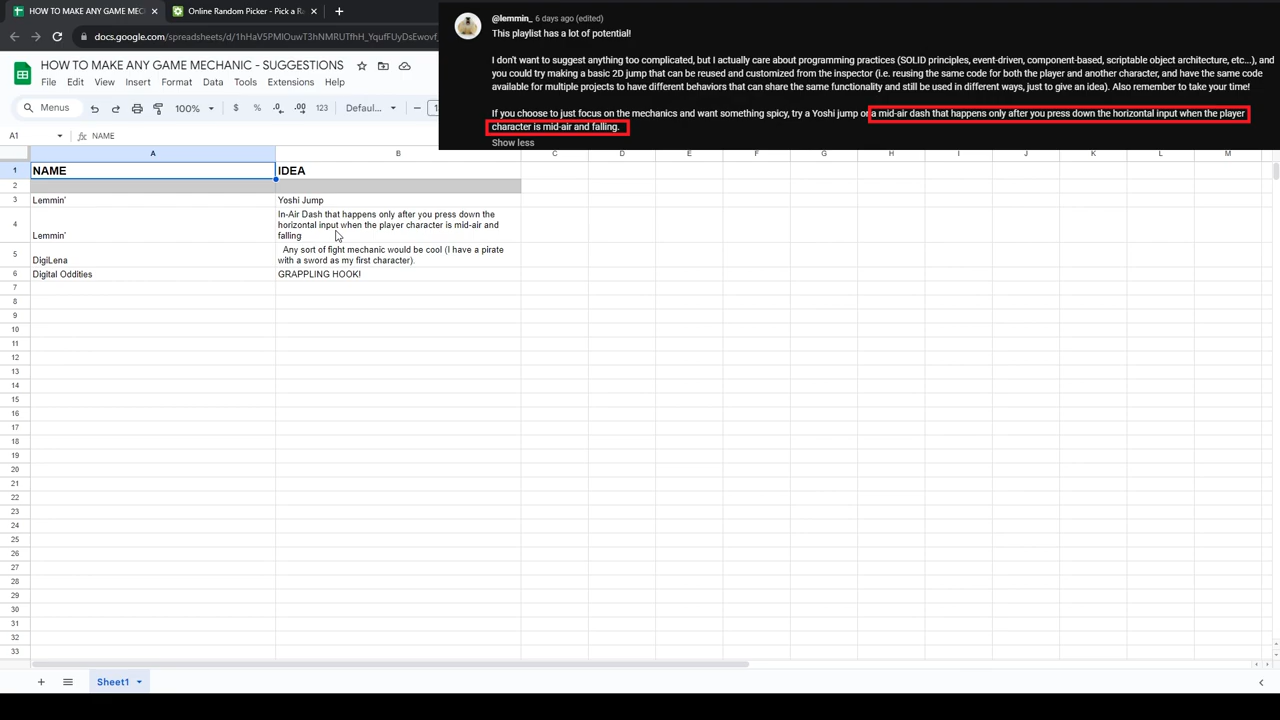 HOW TO MAKE ANY GAME MEC
Online Random Picker - Pick a R
docs.google.com/spreadsheets/d/1hHaV5PMlOuwT3hNMRUThH_YqufFUyDsEwovf
HOW TO MAKE ANY GAME MECHANIC - SUGGESTIONS
File Edit View Insert Format Data Tools Extensions Help
Menus 100% $ % .0 .00 123 Defaul...
A1 fx NAME
@lemmin_ 6 days ago (edited)
This playlist has a lot of potential!
I don't want to suggest anything too complicated, but I actually care about programming practices (SOLID principles, event-driven, component-based, scriptable object architecture, etc...), and
you could try making a basic 2D jump that can be reused and customized from the inspector (i.e. reusing the same code for both the player and another character, and have the same code
available for multiple projects to have different behaviors that can share the same functionality and still be used in different ways, just to give an idea). Also remember to take your time!
If you choose to just focus on the mechanics and want something spicy, try a Yoshi jump or a mid-air dash that happens only after you press down the horizontal input when the player
character is mid-air and falling.
Show less
A B C D E F G H I J K L M
1 NAME IDEA
2
3 Lemmin' Yoshi Jump
In-Air Dash that happens only after you press down the
horizontal input when the player character is mid-air and
4 Lemmin' falling
Any sort of fight mechanic would be cool (I have a pirate
5 DigiLena with a sword as my first character).
6 Digital Oddities GRAPPLING HOOK!
7
8
9
10
11
12
13
14
15
16
17
18
19
20
21
22
23
24
25
26
27
28
29
30
31
32
33
Sheet1